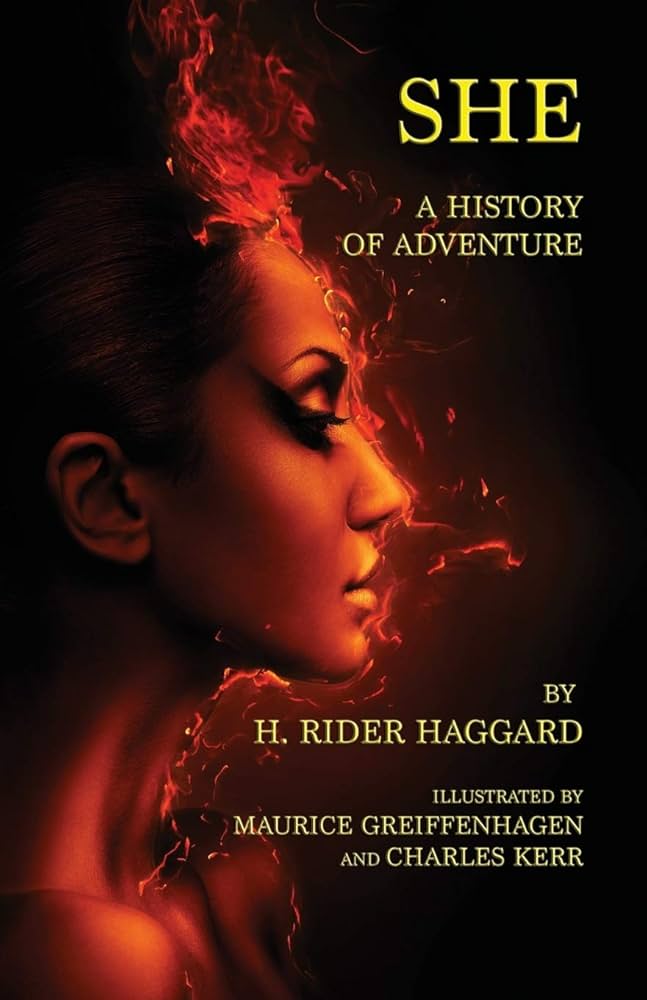 SHE
A HISTORY
OF ADVENTURE
BY
H. RIDER HAGGARD
ILLUSTRATED BY
MAURICE GREIFFENHAGEN
AND CHARLES KERR